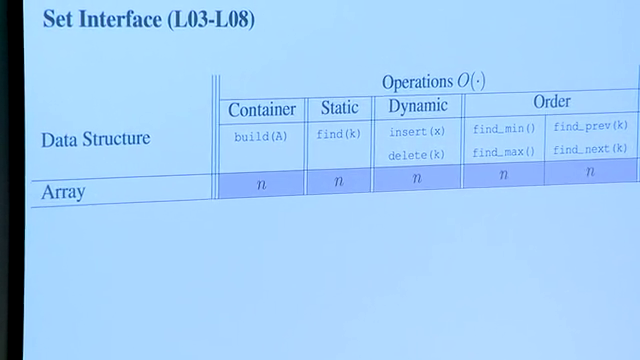 Set Interface (L03-L08)
Operations O(·)
Container Static Dynamic Order
Data Structure build(A) find(k) insert(x) find_min() find_prev(k)
delete(k) find_max() find_next(k)
Array n n n n n